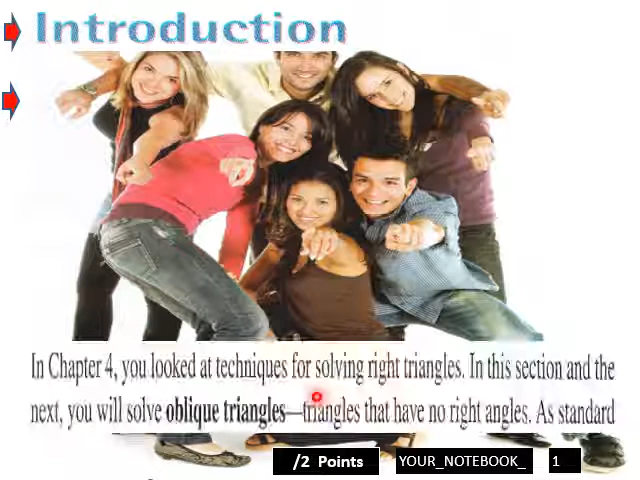 Introduction
In Chapter 4, you looked at techniques for solving right triangles. In this section and the
next, you will solve oblique triangles—triangles that have no right angles. As standard
/2 Points
YOUR_NOTEBOOK_
1